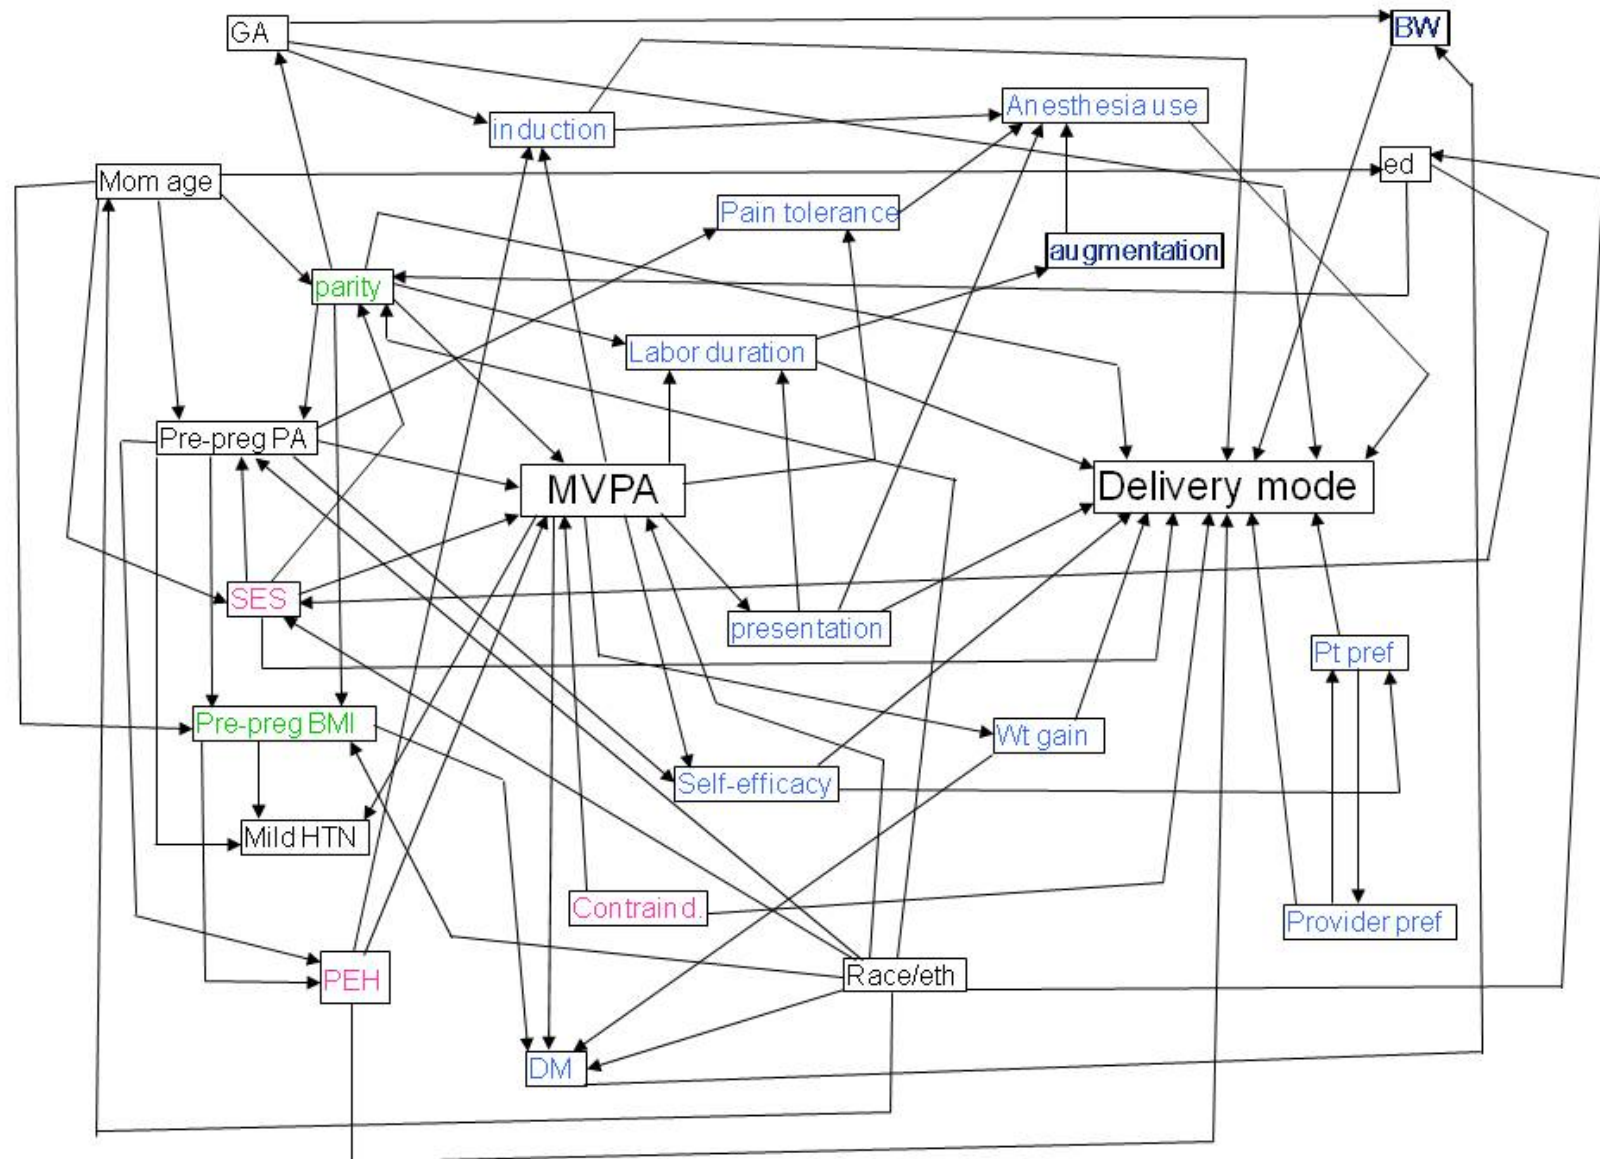 GA
BW
Anesthesia use
induction
ed
Mom age
Pain tolerance
augmentation
parity
Labor duration
Pre-preg PA
MVPA
Delivery mode
SES
presentation
Pt pref
Pre-preg BMI
Wt gain
Self-efficacy
Mild HTN
Contraind.
Provider pref
PEH
Race/eth
DM